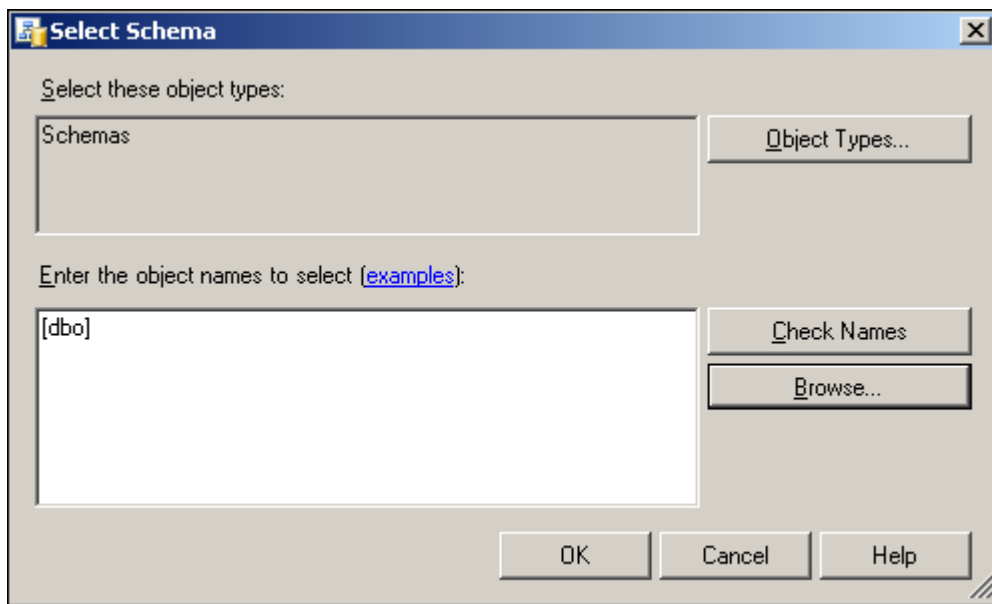 Select Schema
Select these object types:
Schemas
Object Types...
Enter the object names to select (examples):
[dbo]
Check Names
Browse...
OK
Cancel
Help